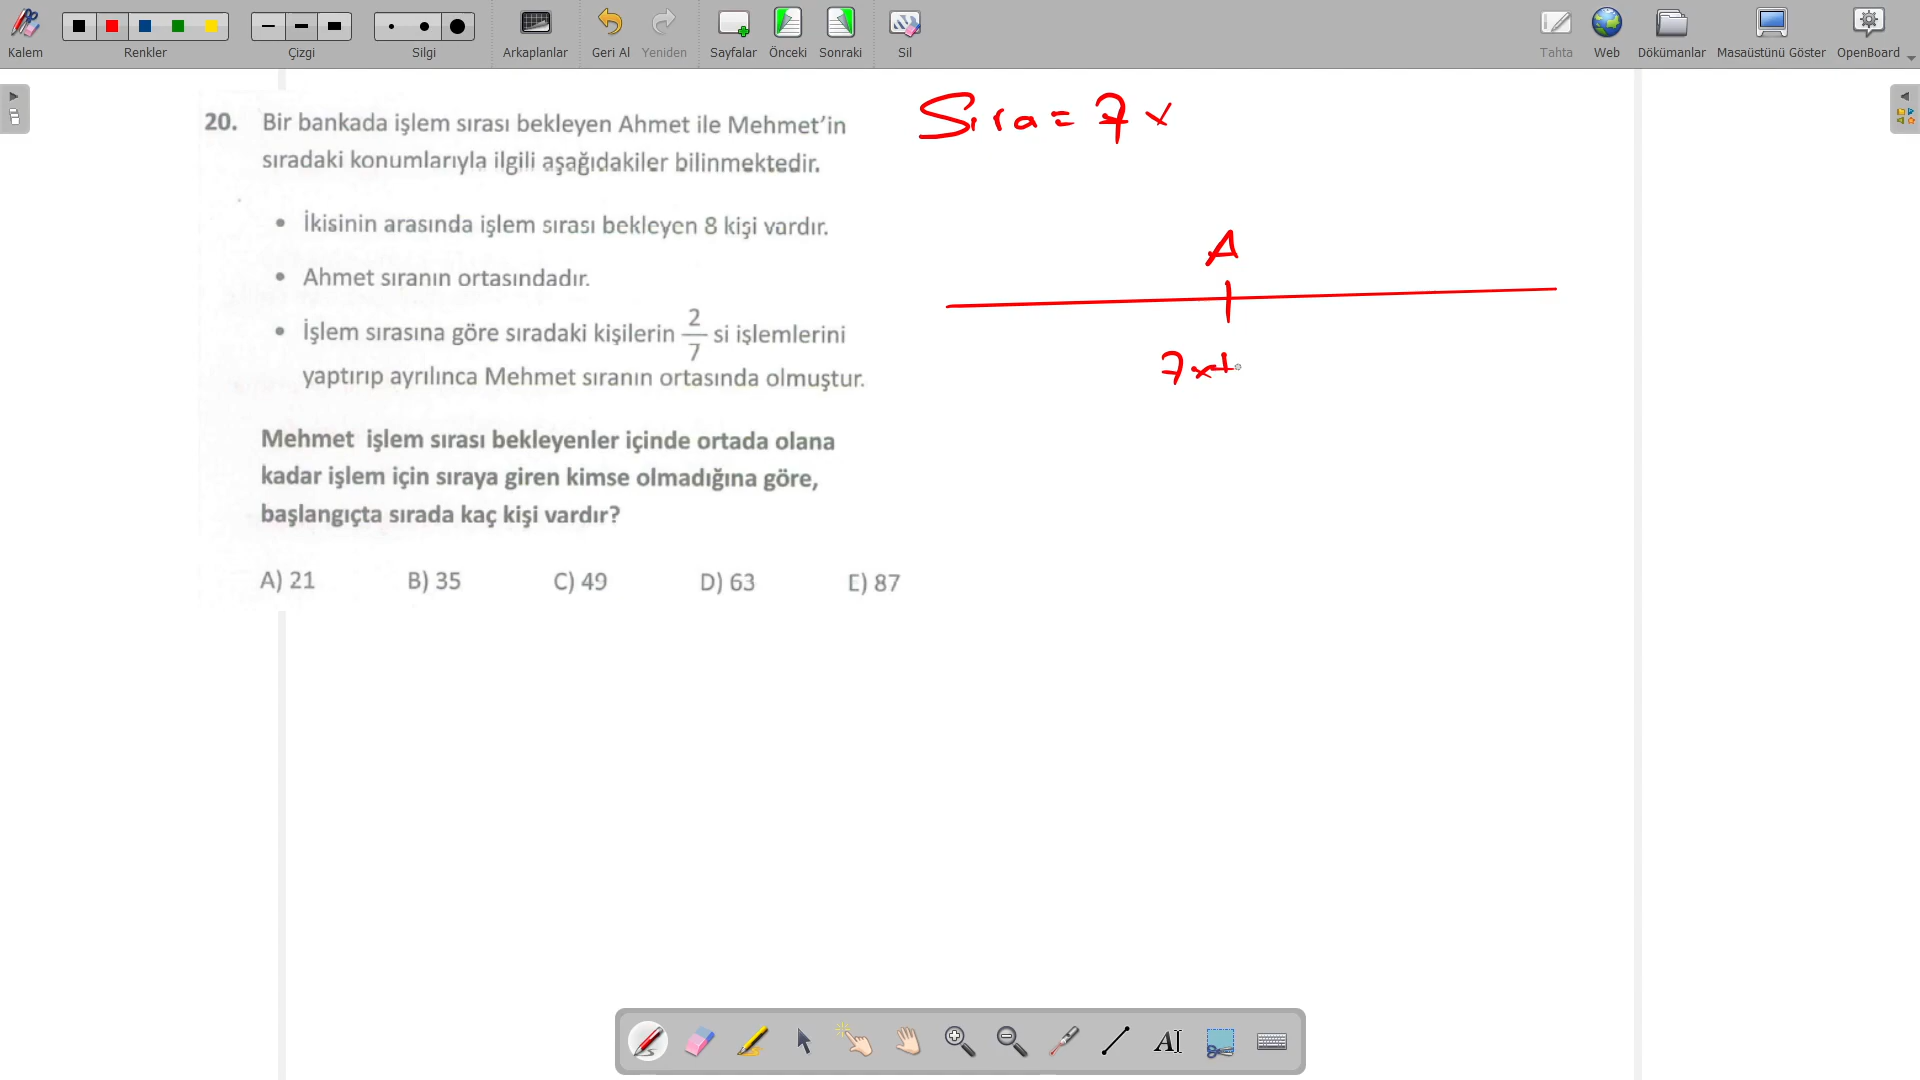 Kalem
Renkler
Çizgi
Silgi
Arkaplanlar
Geri Al
Yeniden
Sayfalar
Önceki
Sonraki
Sil
Tahta
Web
Dökümanlar
Masaüstünü Göster
OpenBoard
20. Bir bankada işlem sırası bekleyen Ahmet ile Mehmet'in
sıradaki konumlarıyla ilgili aşağıdakiler bilinmektedir.
• İkisinin arasında işlem sırası bekleyen 8 kişi vardır.
• Ahmet sıranın ortasındadır.
• İşlem sırasına göre sıradaki kişilerin 2/7 si işlemlerini
yaptırıp ayrılınca Mehmet sıranın ortasında olmuştur.
Mehmet işlem sırası bekleyenler içinde ortada olana
kadar işlem için sıraya giren kimse olmadığına göre,
başlangıçta sırada kaç kişi vardır?
A) 21 B) 35 C) 49 D) 63 E) 87
Sıra = 7x
A
7x+
AI